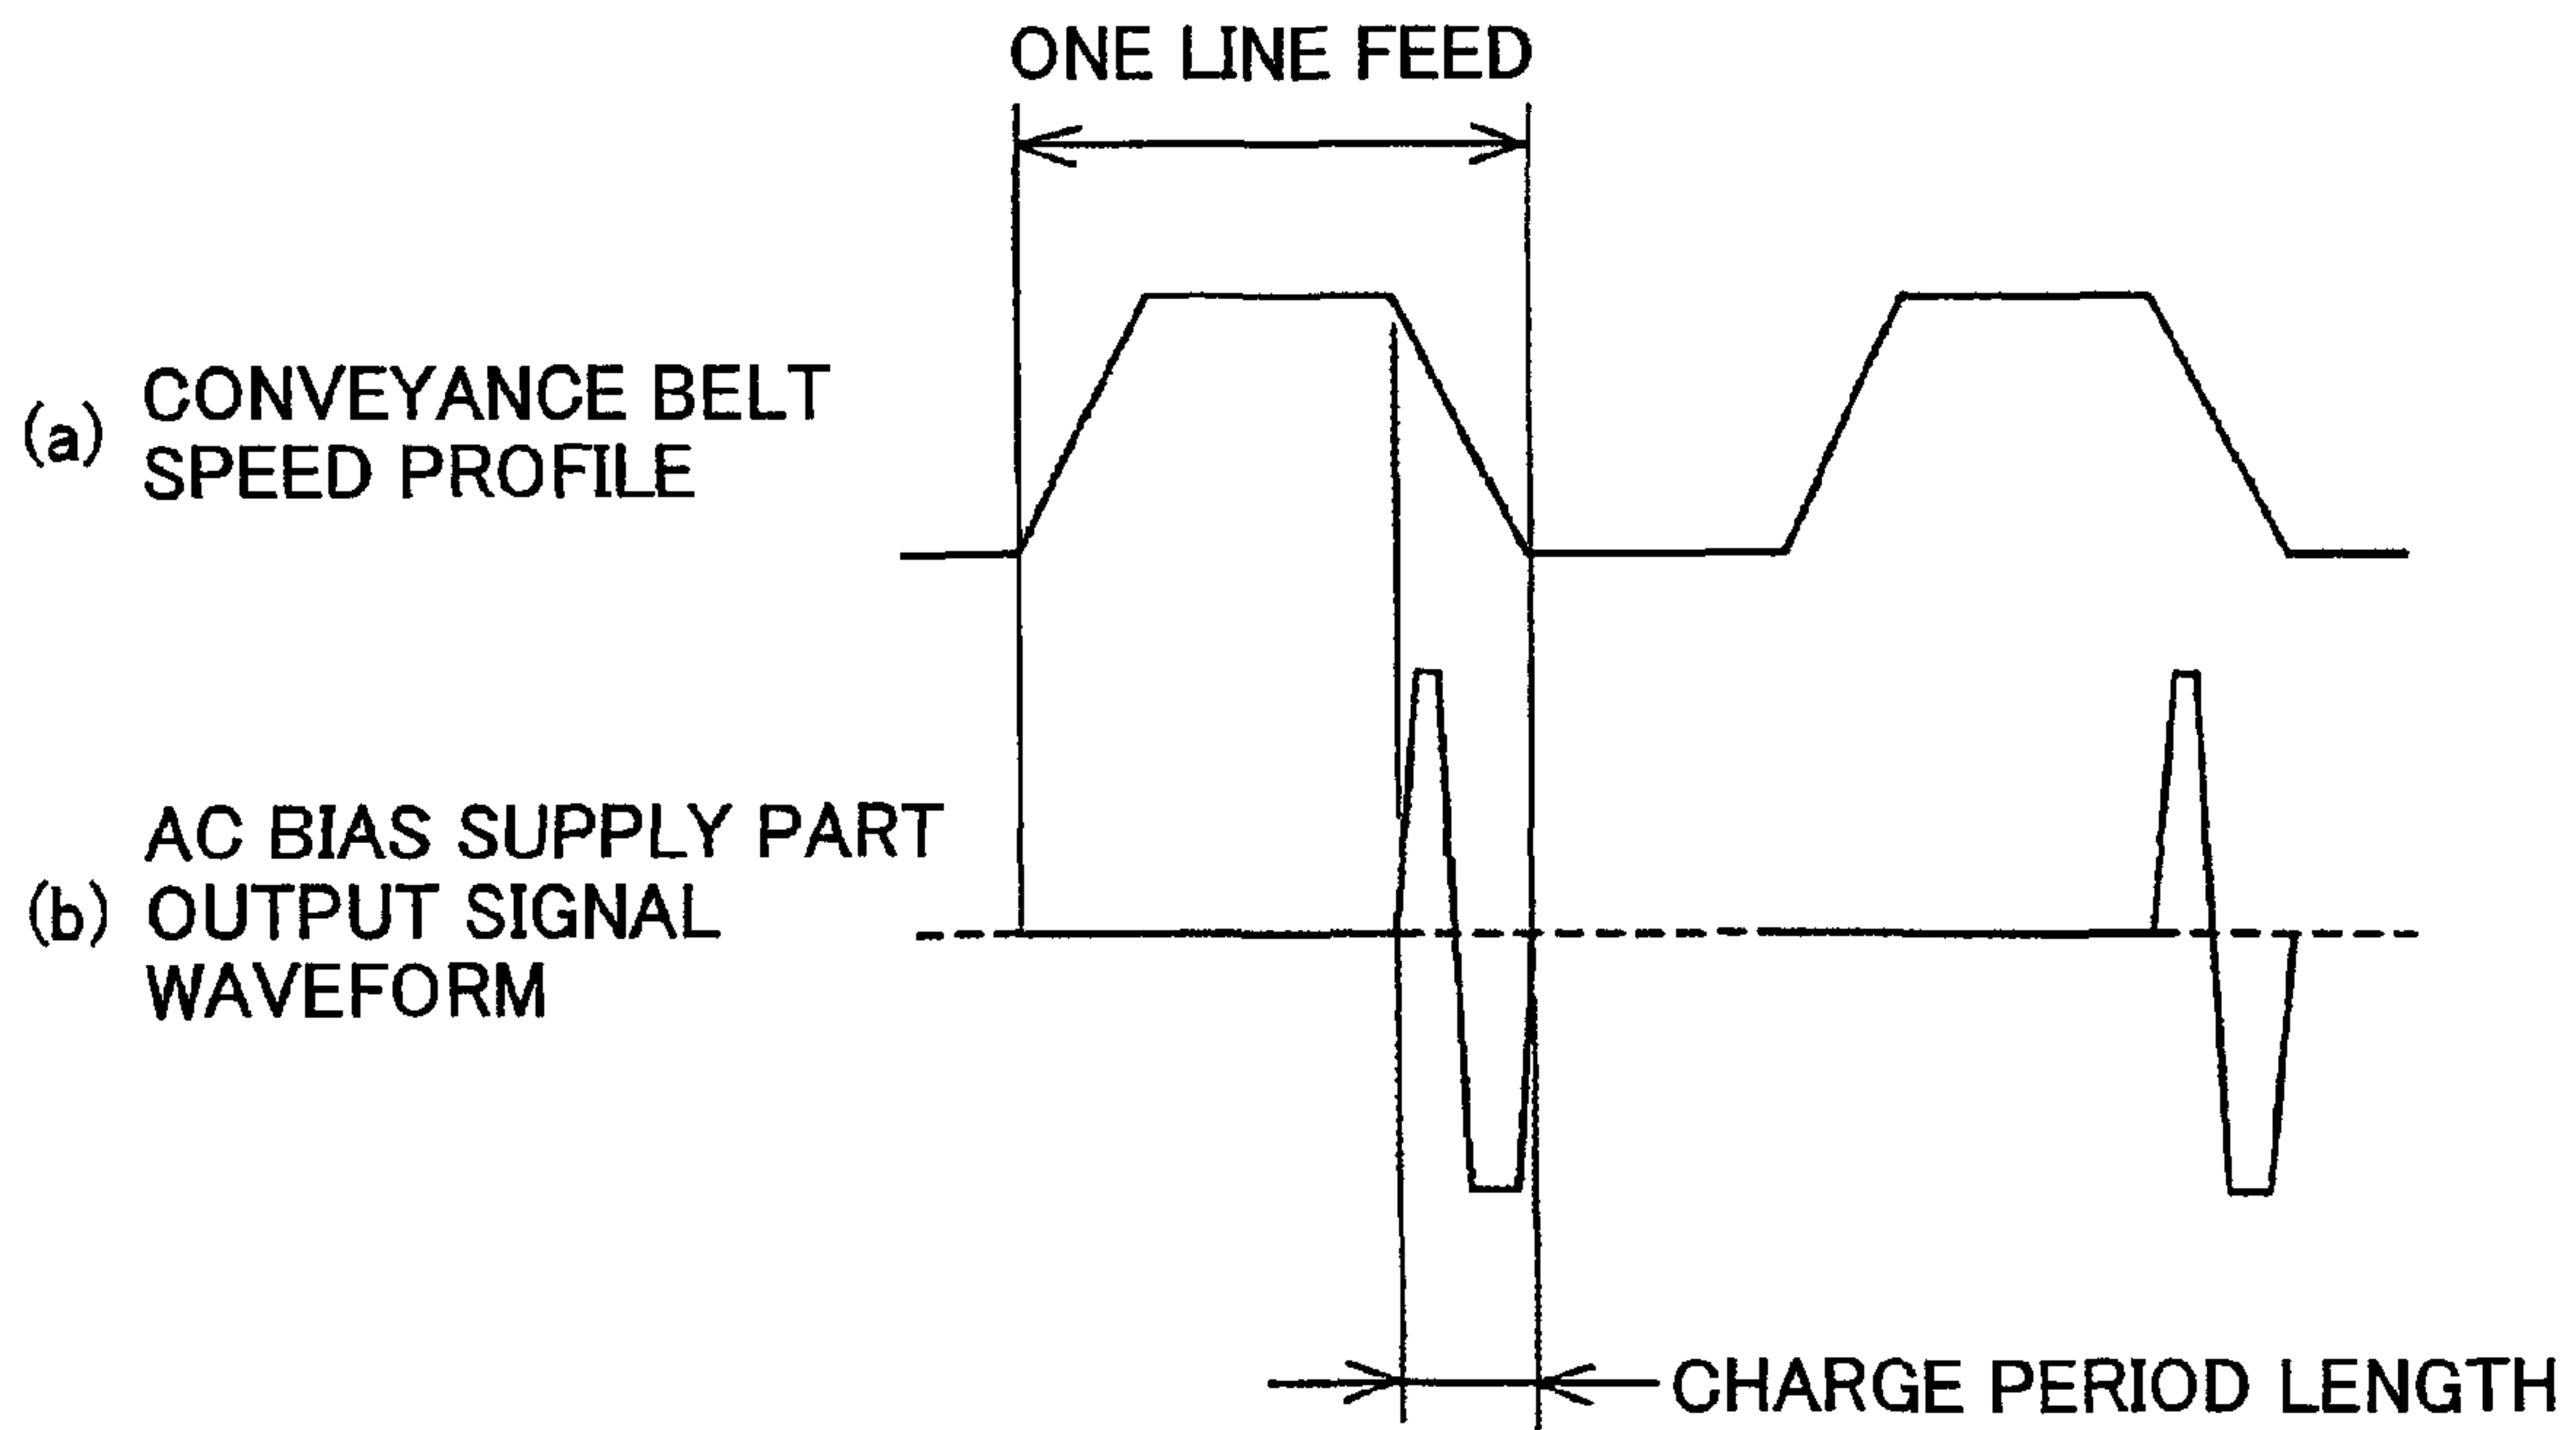 ONE LINE FEED
(a) CONVEYANCE BELT
SPEED PROFILE
AC BIAS SUPPLY PART
(b) OUTPUT SIGNAL
WAVEFORM
CHARGE PERIOD LENGTH